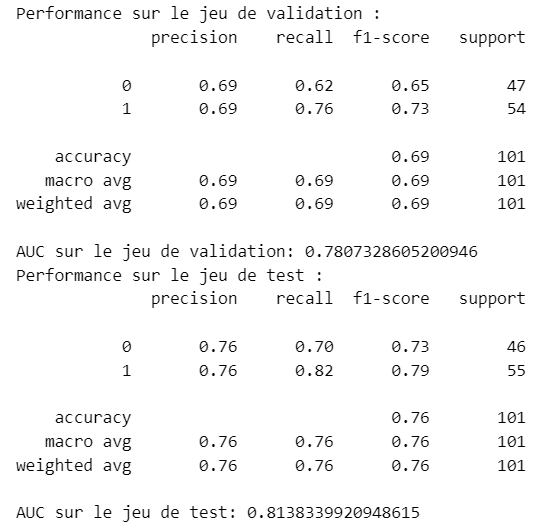 Performance sur le jeu de validation :
precision recall f1-score support
0 0.69 0.62 0.65 47
1 0.69 0.76 0.73 54
accuracy 0.69 101
macro avg 0.69 0.69 0.69 101
weighted avg 0.69 0.69 0.69 101
AUC sur le jeu de validation: 0.7807328605200946
Performance sur le jeu de test :
precision recall f1-score support
0 0.76 0.70 0.73 46
1 0.76 0.82 0.79 55
accuracy 0.76 101
macro avg 0.76 0.76 0.76 101
weighted avg 0.76 0.76 0.76 101
AUC sur le jeu de test: 0.8138339920948615